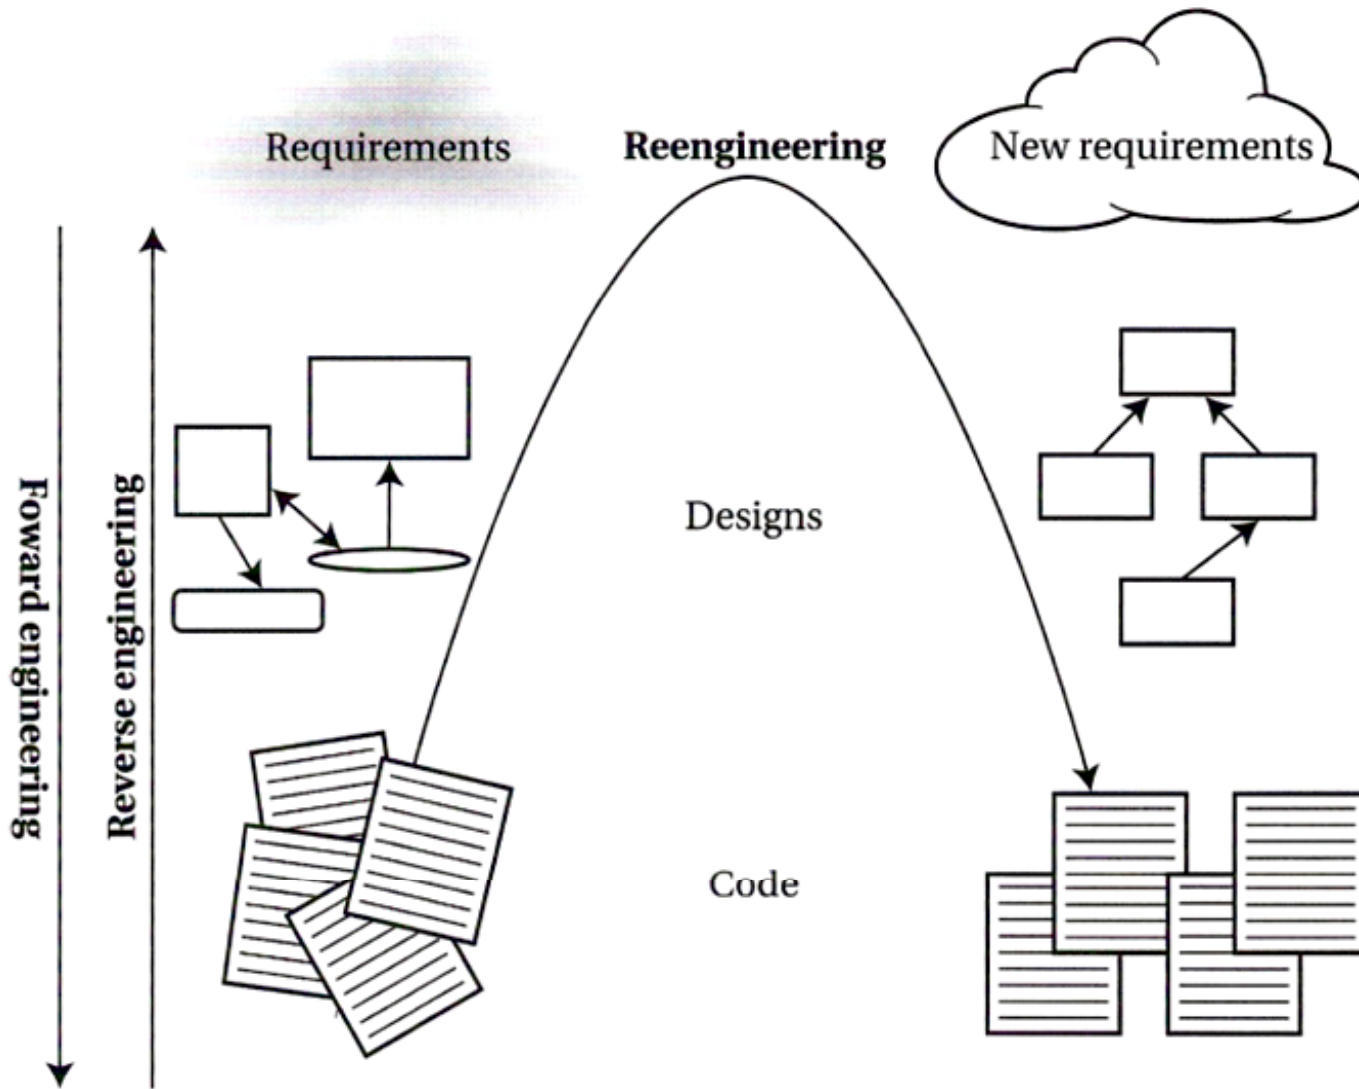 Requirements
Reengineering
New requirements
Foward engineering
Reverse engineering
Designs
Code